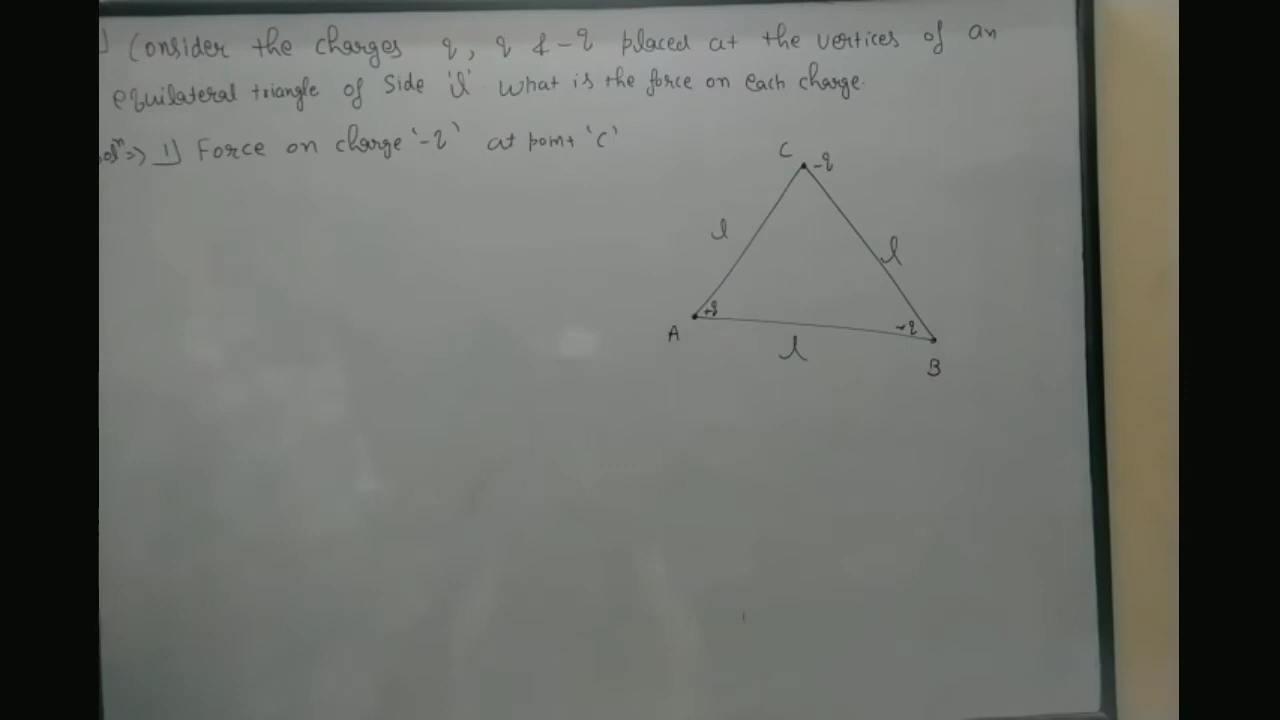 Consider the charges q, q & -q placed at the vertices of an
equilateral triangle of side 'l' what is the force on each charge.
soln => 1] Force on charge '-q' at point 'C'
C -q
l l
+q +q
A l B